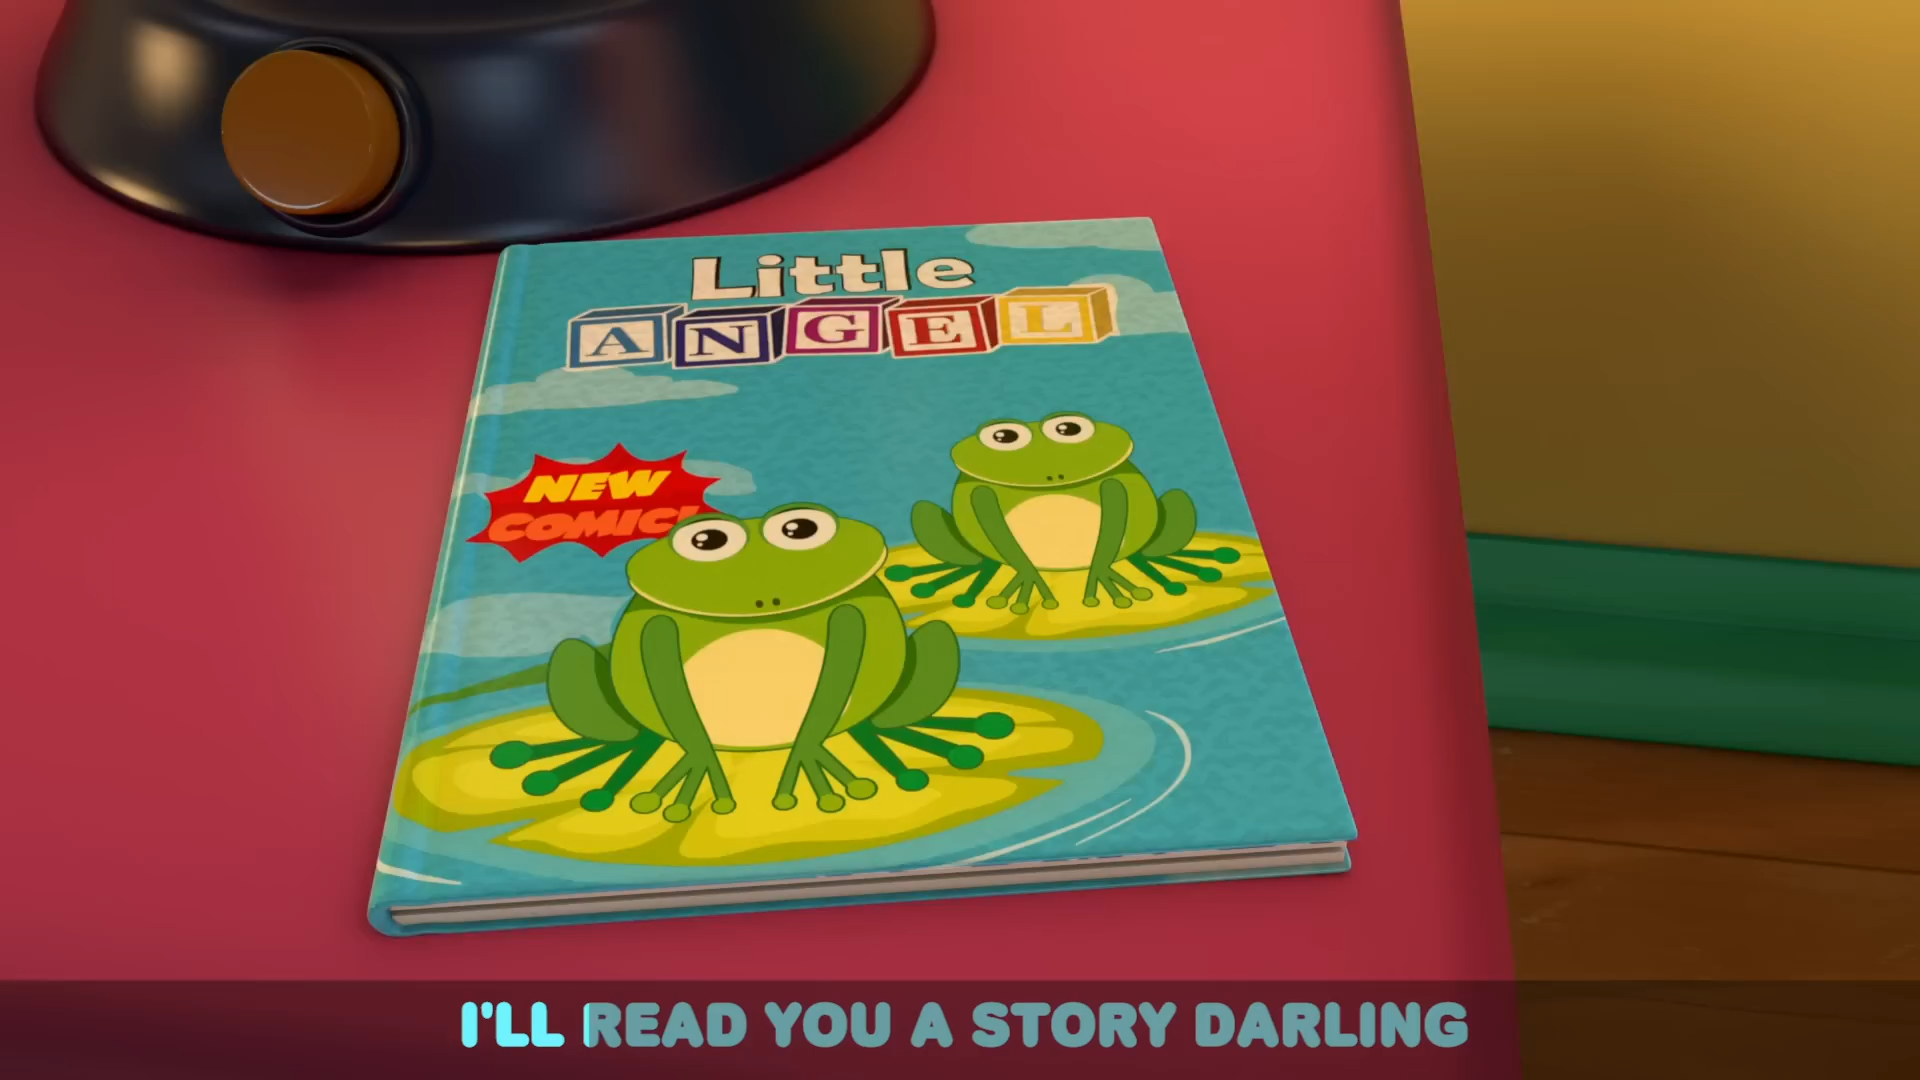 Little
ANGEL
NEW
COMIC!
I'LL READ YOU A STORY DARLING